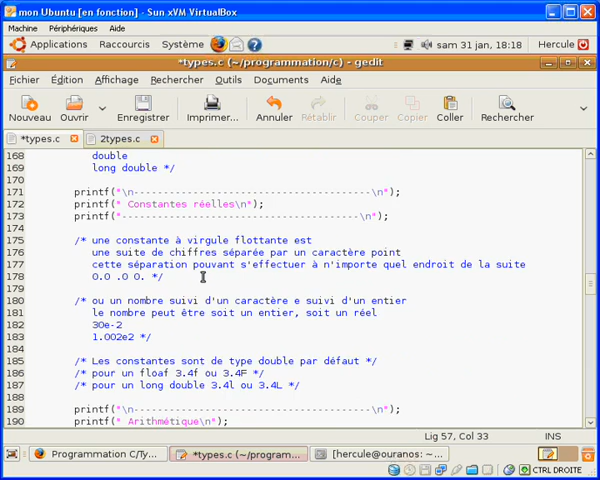 mon Ubuntu [en fonction] - Sun xVM VirtualBox
Machine Périphériques Aide
Applications Raccourcis Système sam 31 jan, 18:18 Hercule
*types.c (~/programmation/c) - gedit
Fichier Édition Affichage Rechercher Outils Documents Aide
Nouveau Ouvrir Enregistrer Imprimer... Annuler Rétablir Couper Copier Coller Rechercher
*types.c 2types.c
168 double
169 long double */
170
171 printf("\n----------------------------------------\n");
172 printf(" Constantes réelles\n");
173 printf("----------------------------------------\n");
174
175 /* une constante à virgule flottante est
176 une suite de chiffres séparée par un caractère point
177 cette séparation pouvant s'effectuer à n'importe quel endroit de la suite
178 0.0 .0 0. */
179
180 /* ou un nombre suivi d'un caractère e suivi d'un entier
181 le nombre peut être soit un entier, soit un réel
182 30e-2
183 1.002e2 */
184
185 /* Les constantes sont de type double par défaut */
186 /* pour un floaf 3.4f ou 3.4F */
187 /* pour un long double 3.4l ou 3.4L */
188
189 printf("\n----------------------------------------\n");
190 printf(" Arithmétique\n");
Lig 57, Col 33 INS
Programmation C/Ty... *types.c (~/program... [hercule@ouranos: ~...
CTRL DROITE